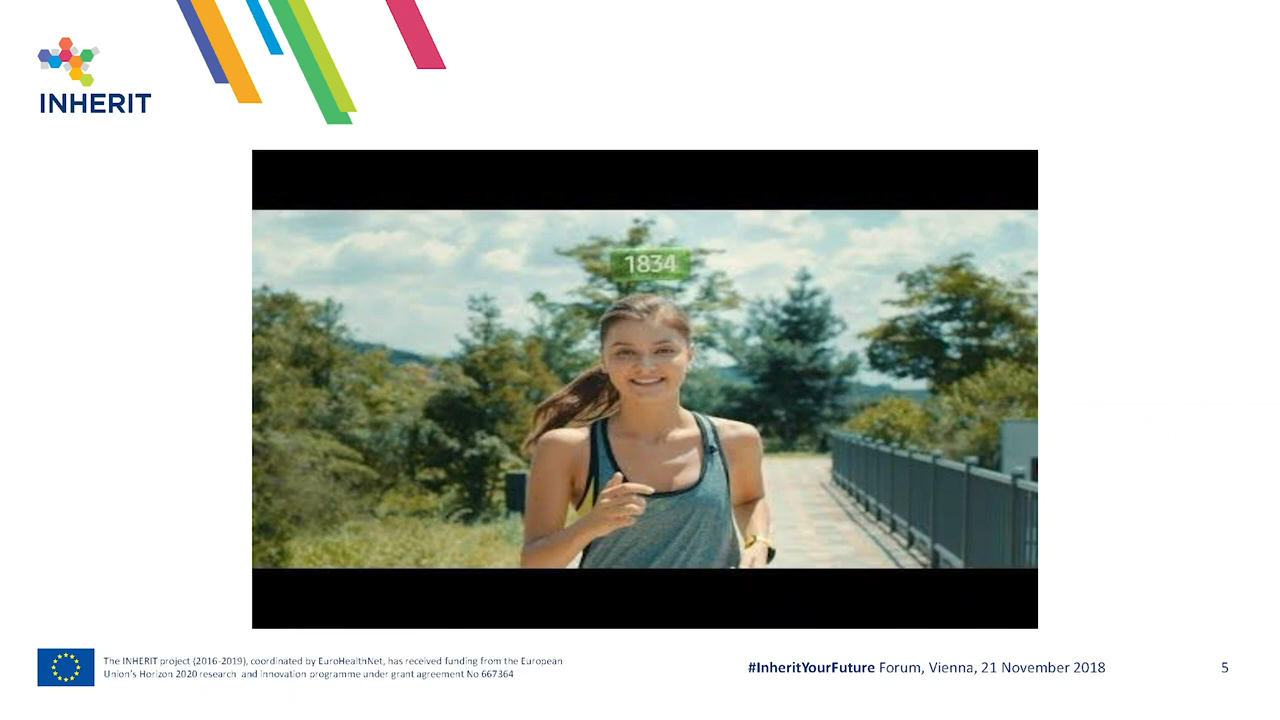 INHERIT
1834
The INHERIT project (2016-2019), coordinated by EuroHealthNet, has received funding from the European
Union's Horizon 2020 research and innovation programme under grant agreement No 667364
#InheritYourFuture Forum, Vienna, 21 November 2018
5